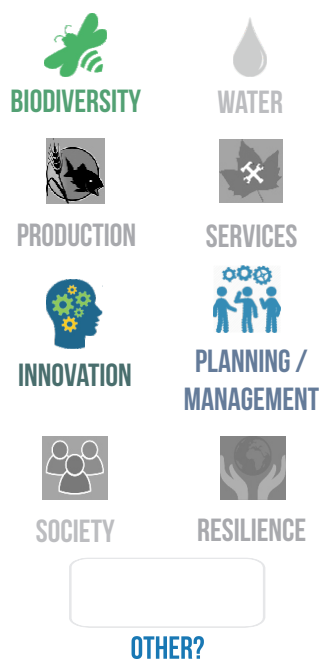 BIODIVERSITY
WATER
PRODUCTION
SERVICES
INNOVATION
PLANNING /
MANAGEMENT
SOCIETY
RESILIENCE
OTHER?